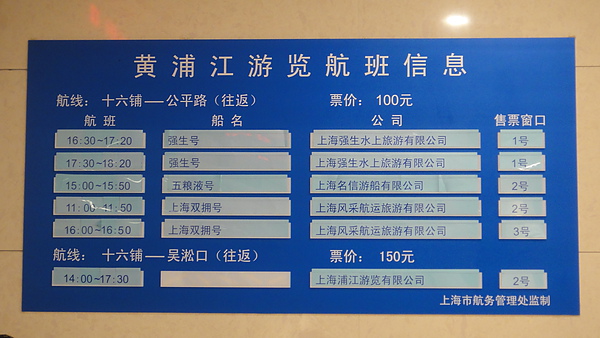 黄浦江游览航班信息
航线： 十六铺——公平路（往返） 票价： 100元
航班 船名 公司 售票窗口
16:30~17:20 强生号 上海强生水上旅游有限公司 1号
17:30~18:20 强生号 上海强生水上旅游有限公司 1号
15:00~15:50 五粮液号 上海名信游船有限公司 2号
11:00~11:50 上海双拥号 上海风采航运旅游有限公司 2号
16:00~16:50 上海双拥号 上海风采航运旅游有限公司 3号
航线： 十六铺——吴淞口（往返） 票价： 150元
14:00~17:30 上海浦江游览有限公司 2号
上海市航务管理处监制